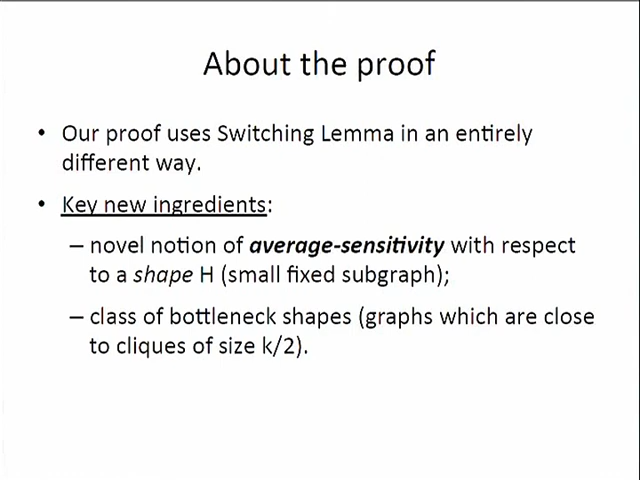 About the proof
• Our proof uses Switching Lemma in an entirely
different way.
• Key new ingredients:
– novel notion of average-sensitivity with respect
to a shape H (small fixed subgraph);
– class of bottleneck shapes (graphs which are close
to cliques of size k/2).